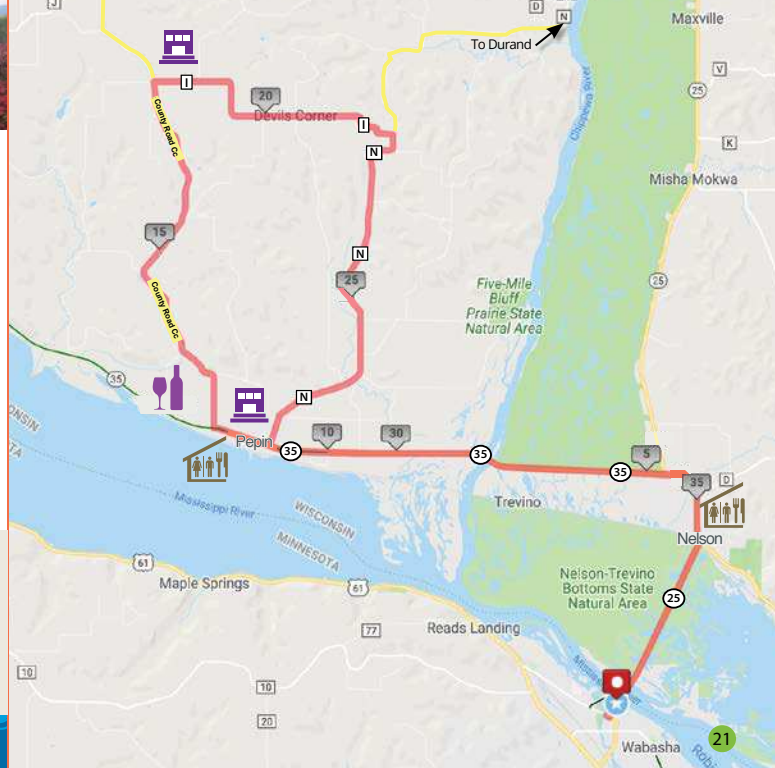 J
D
N
Maxville
To Durand
Chippewa River
V
I
25
20
Devils Corner
County Road Cc
I
K
N
Misha Mokwa
15
N
25
25
Five-Mile
Bluff
Prairie State
Natural Area
County Road Cc
35
N
10
30
Pepin
35
35
5
35
35
D
Mississippi River
WISCONSIN
MINNESOTA
Trevino
Nelson
61
Maple Springs
61
Nelson-Trevino
Bottoms State
Natural Area
25
77
Reads Landing
10
10
20
21
Wabasha